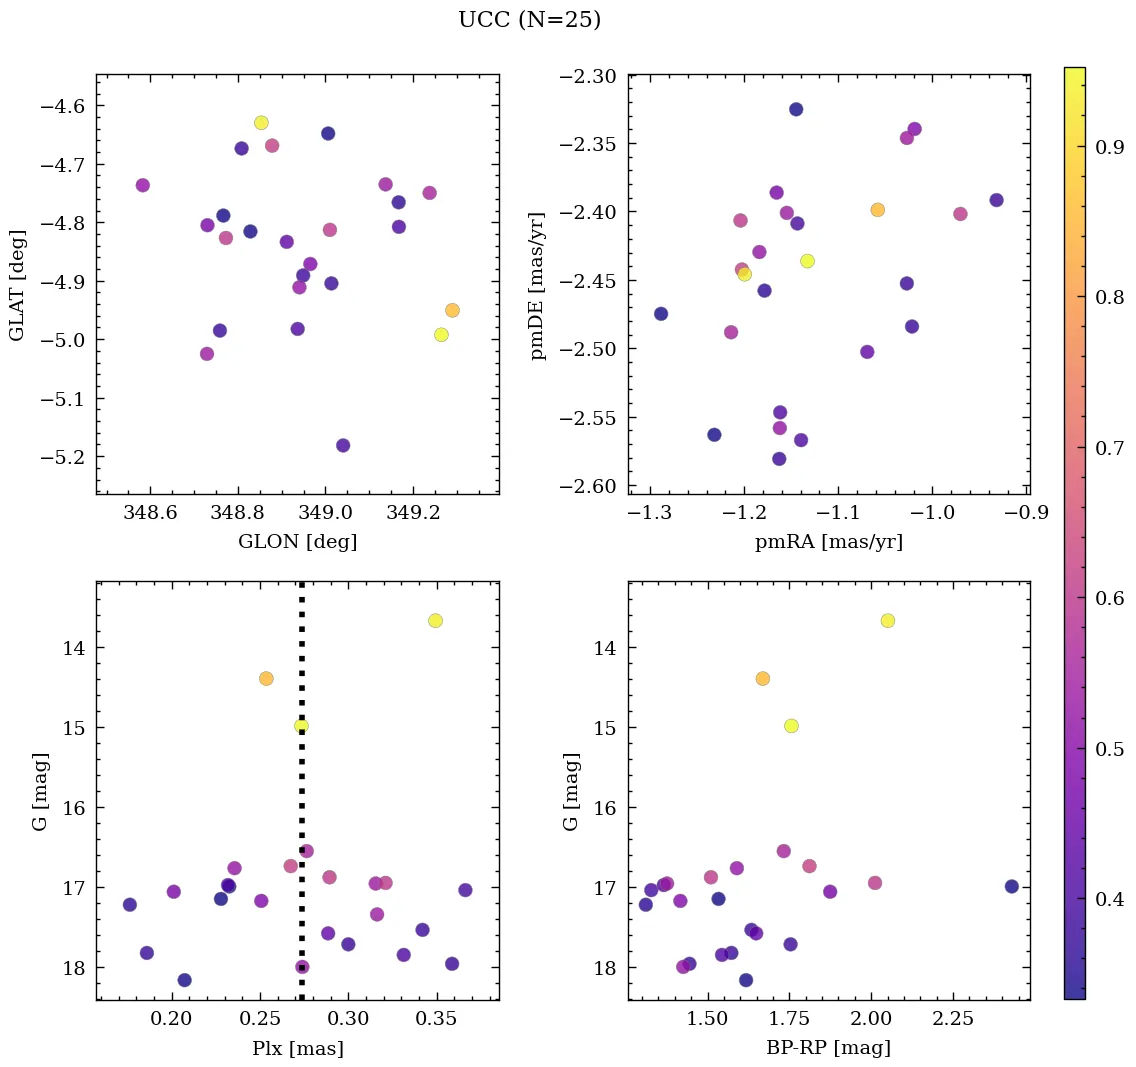 UCC (N=25)
−4.6
−4.7
−4.8
−4.9
−5.0
−5.1
−5.2
GLAT [deg]
348.6 348.8 349.0 349.2
GLON [deg]
−2.30
−2.35
−2.40
−2.45
−2.50
−2.55
−2.60
pmDE [mas/yr]
−1.3 −1.2 −1.1 −1.0 −0.9
pmRA [mas/yr]
14
15
16
17
18
G [mag]
0.20 0.25 0.30 0.35
Plx [mas]
14
15
16
17
18
G [mag]
1.50 1.75 2.00 2.25
BP-RP [mag]
0.9
0.8
0.7
0.6
0.5
0.4